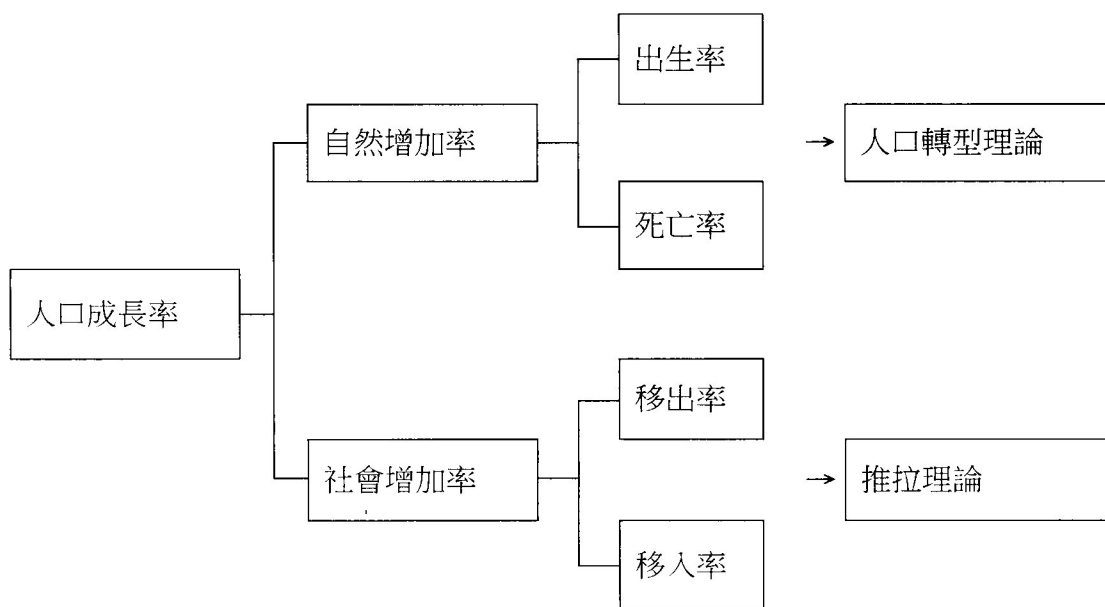 出生率
自然增加率
人口轉型理論
死亡率
人口成長率
移出率
社會增加率
推拉理論
移入率